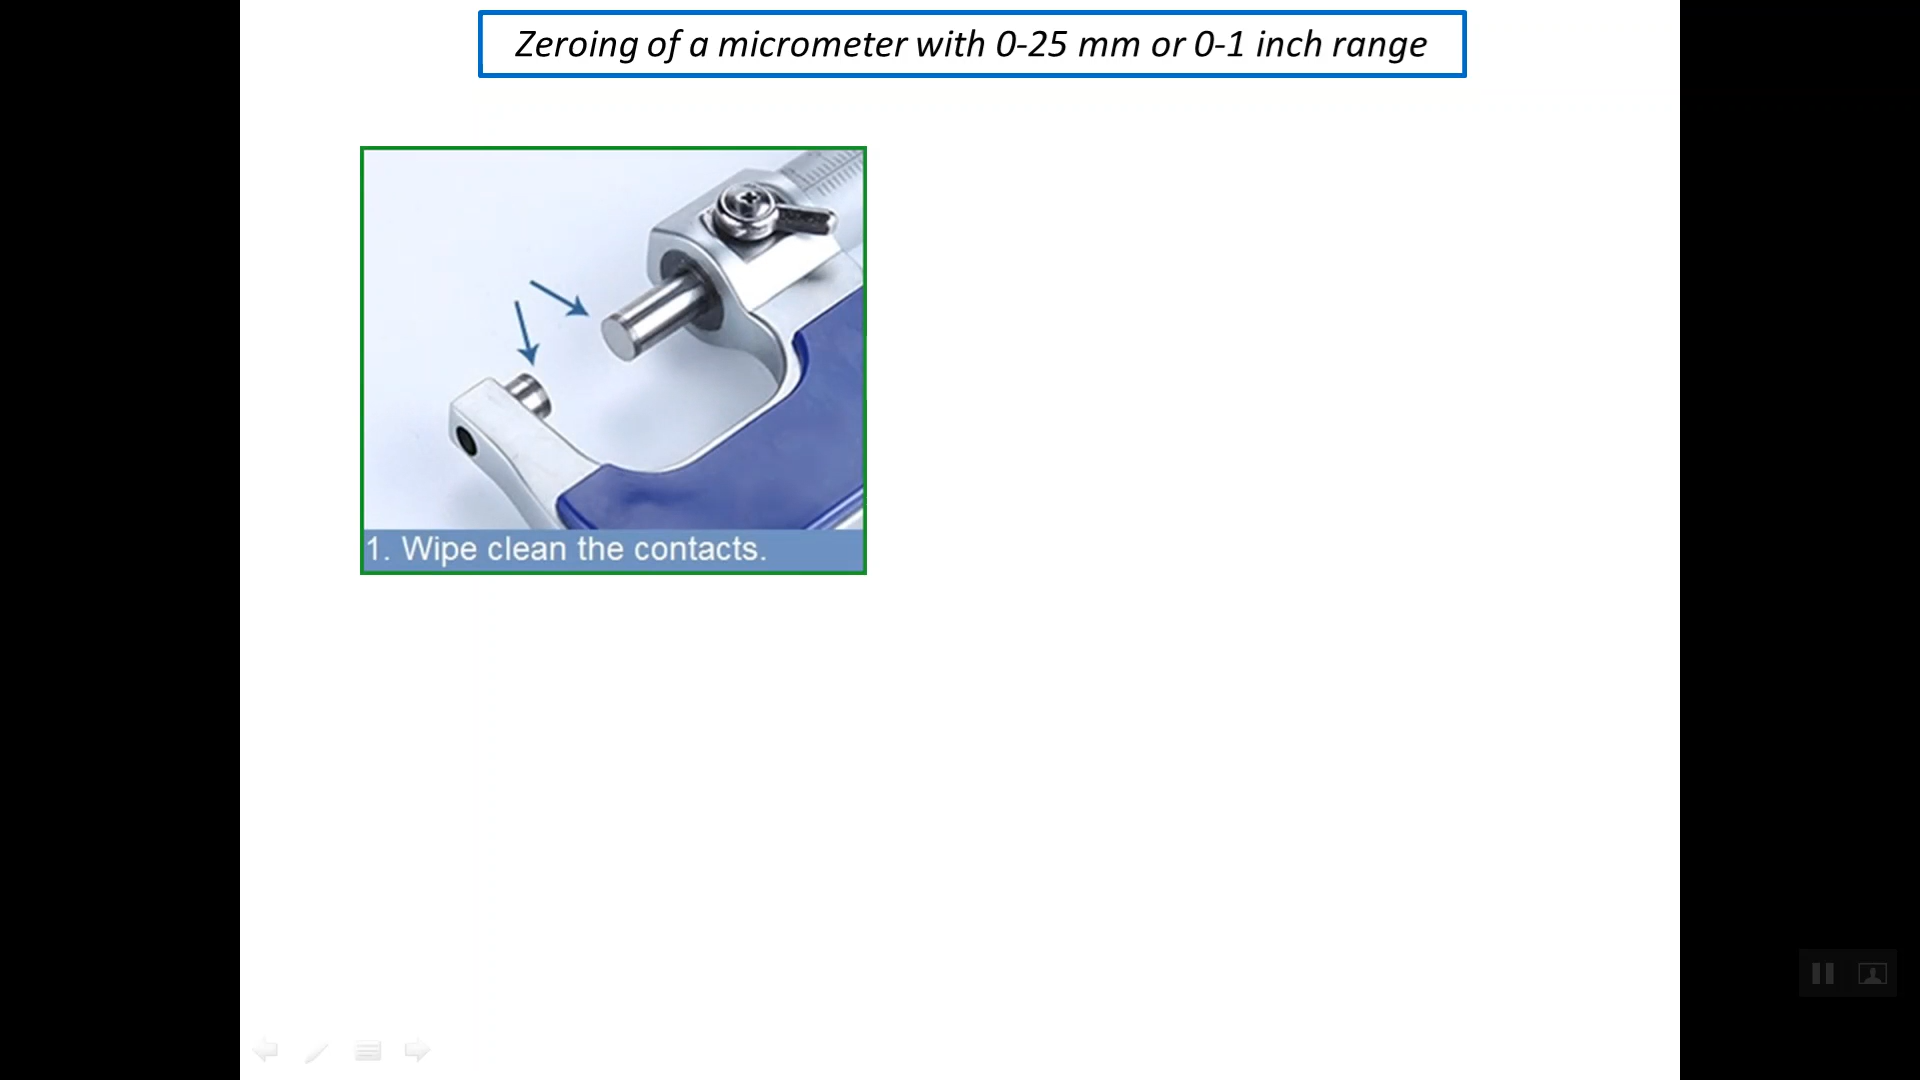 Zeroing of a micrometer with 0-25 mm or 0-1 inch range
1. Wipe clean the contacts.